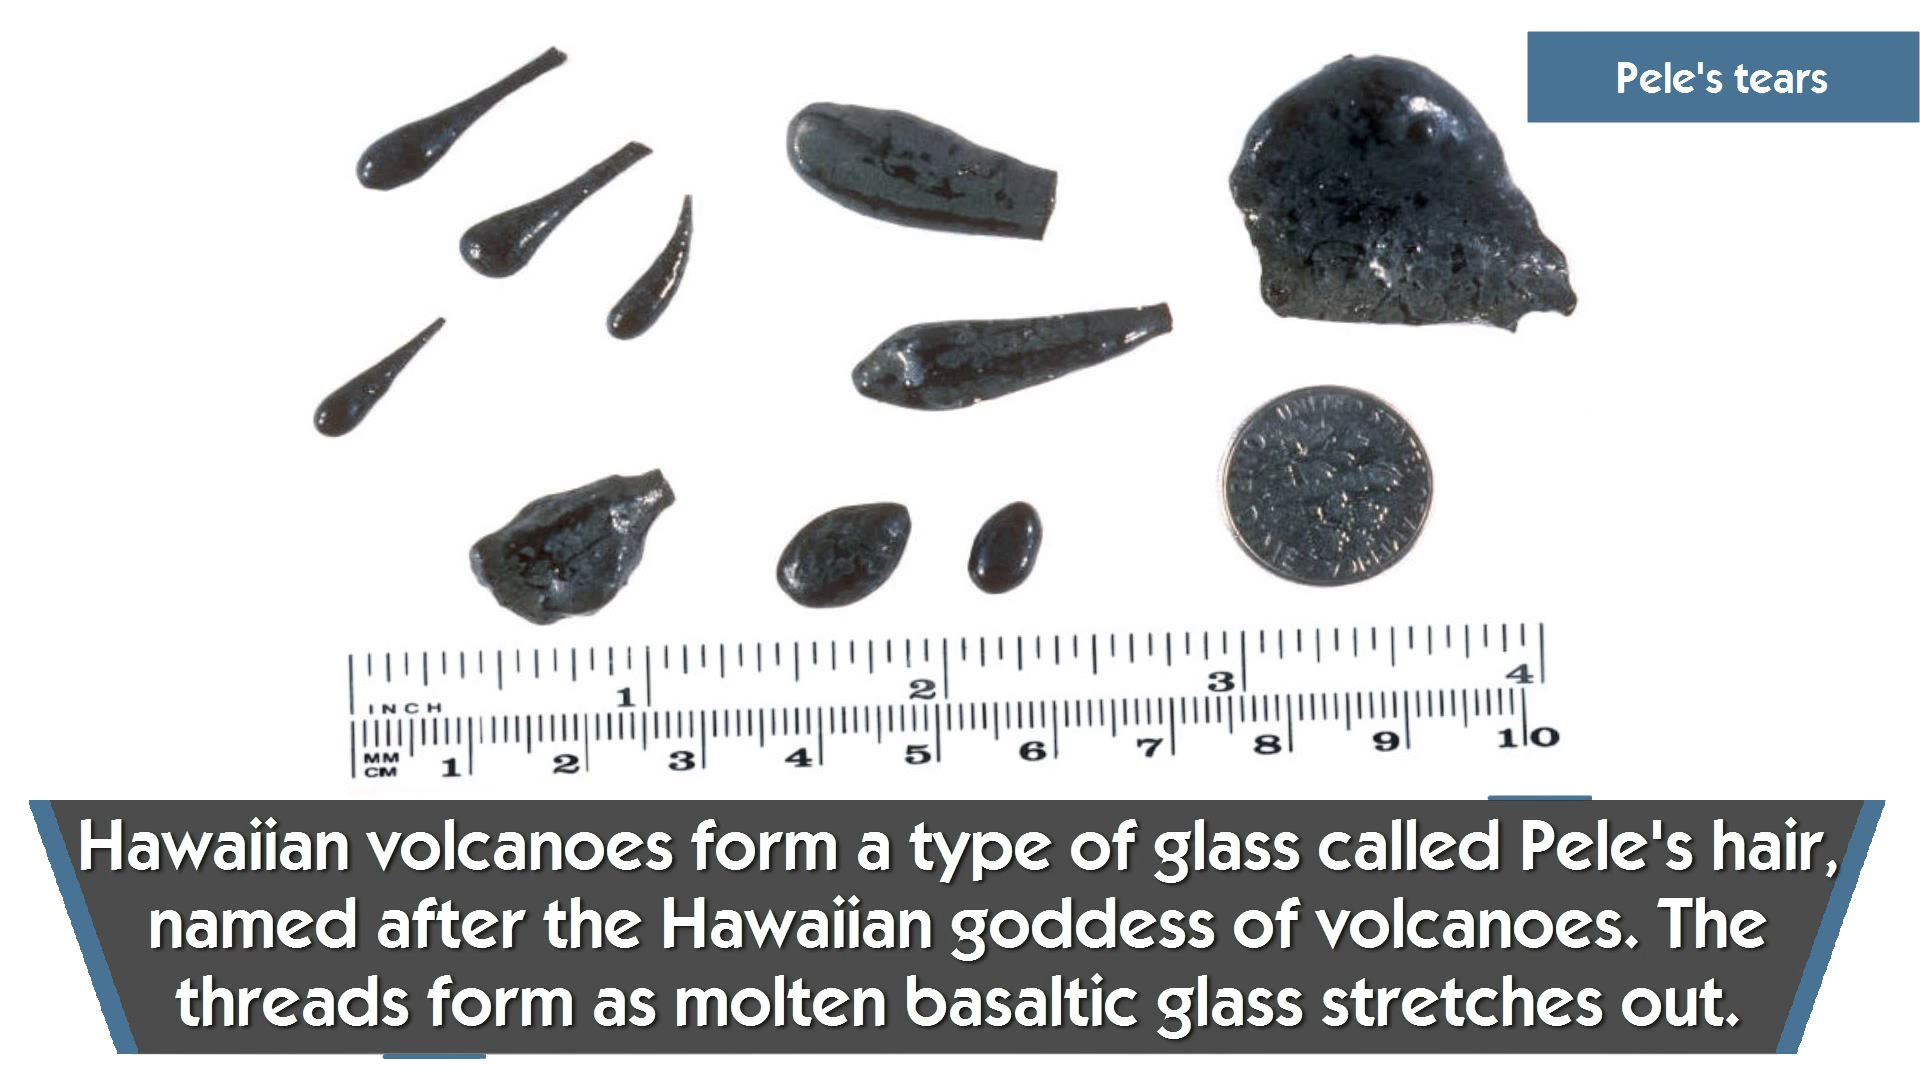 Pele's tears
UNITED STATES
INCH
1 2 3 4
MM
CM
1 2 3 4 5 6 7 8 9 10
Hawaiian volcanoes form a type of glass called Pele's hair,
named after the Hawaiian goddess of volcanoes. The
threads form as molten basaltic glass stretches out.